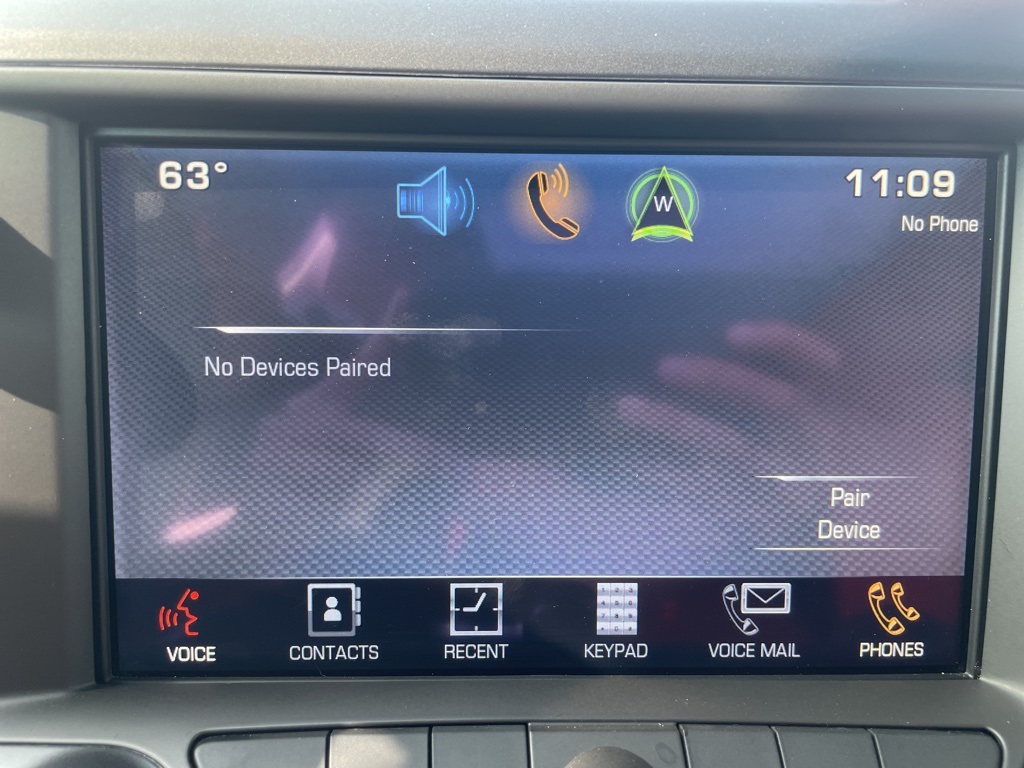 63°
W
11:09
No Phone
No Devices Paired
Pair
Device
VOICE
CONTACTS
RECENT
KEYPAD
VOICE MAIL
PHONES